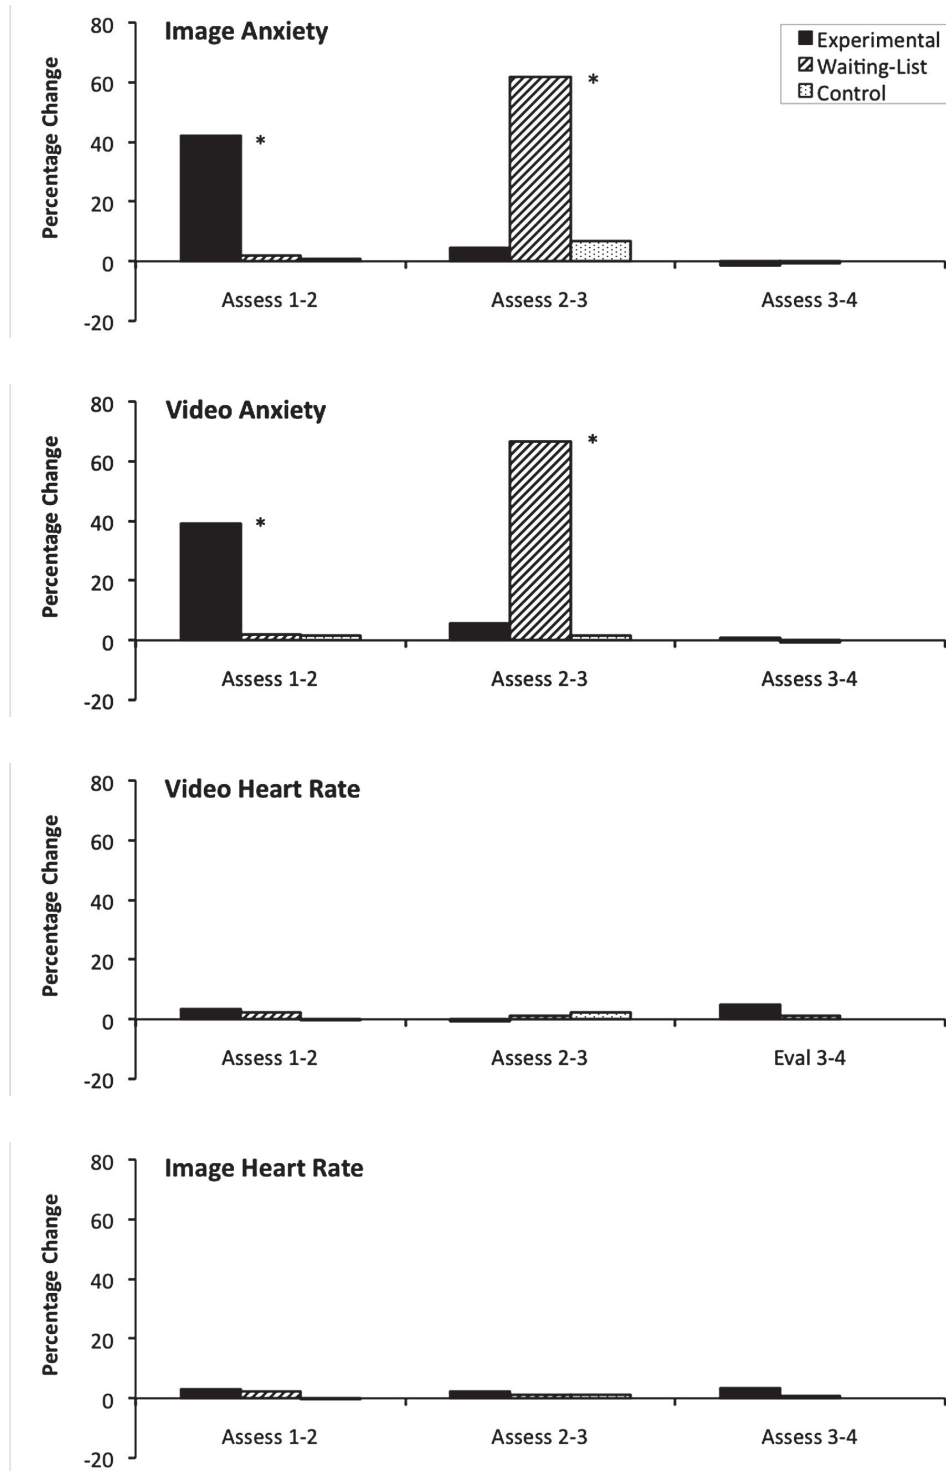 Image Anxiety
Experimental
Waiting-List
Control
Percentage Change
80
60
40
20
0
-20
*
*
Assess 1-2
Assess 2-3
Assess 3-4
Video Anxiety
Percentage Change
80
60
40
20
0
-20
*
*
Assess 1-2
Assess 2-3
Assess 3-4
Video Heart Rate
Percentage Change
80
60
40
20
0
-20
Assess 1-2
Assess 2-3
Eval 3-4
Image Heart Rate
Percentage Change
80
60
40
20
0
-20
Assess 1-2
Assess 2-3
Assess 3-4